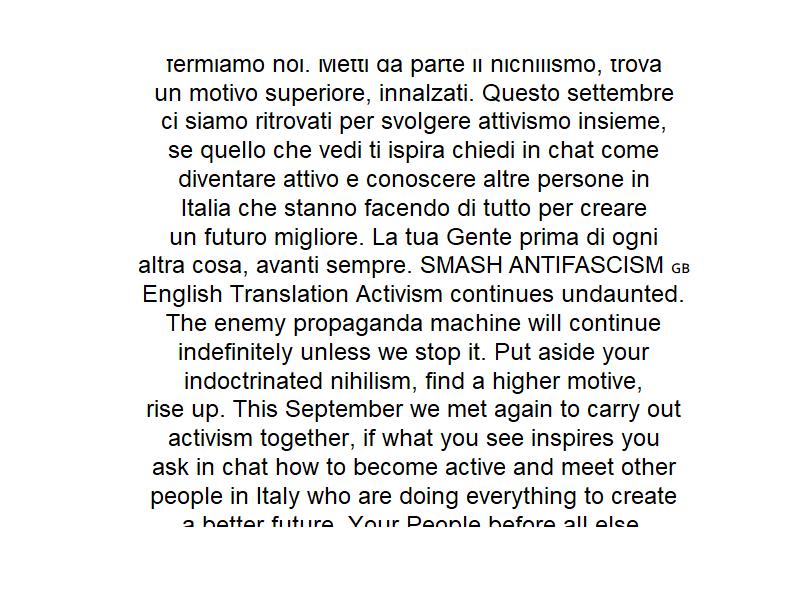 fermiamo noi. Metti da parte il nichilismo, trova
un motivo superiore, innalzati. Questo settembre
ci siamo ritrovati per svolgere attivismo insieme,
se quello che vedi ti ispira chiedi in chat come
diventare attivo e conoscere altre persone in
Italia che stanno facendo di tutto per creare
un futuro migliore. La tua Gente prima di ogni
altra cosa, avanti sempre. SMASH ANTIFASCISM GB
English Translation Activism continues undaunted.
The enemy propaganda machine will continue
indefinitely unless we stop it. Put aside your
indoctrinated nihilism, find a higher motive,
rise up. This September we met again to carry out
activism together, if what you see inspires you
ask in chat how to become active and meet other
people in Italy who are doing everything to create
a better future. Your People before all else